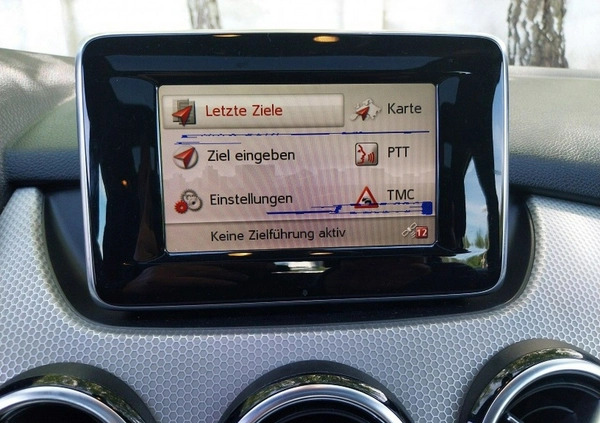 Letzte Ziele
Karte
Ziel eingeben
PTT
Einstellungen
TMC
Keine Zielführung aktiv
12